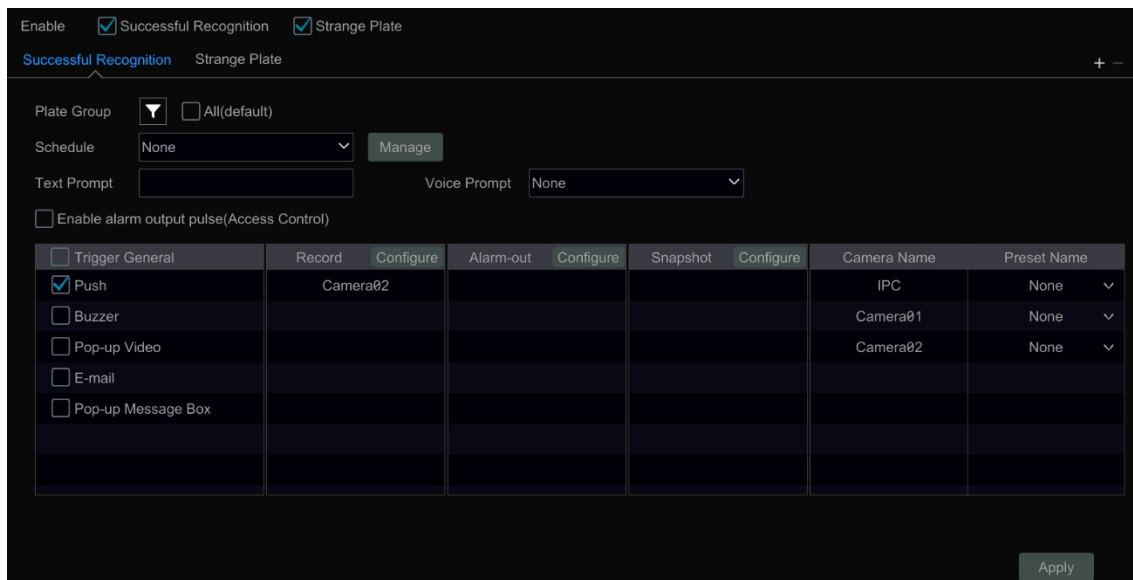 Enable Successful Recognition Strange Plate
Successful Recognition Strange Plate + −
Plate Group All(default)
Schedule None Manage
Text Prompt Voice Prompt None
Enable alarm output pulse(Access Control)
Trigger General Record Configure Alarm-out Configure Snapshot Configure Camera Name Preset Name
Push Camera02 IPC None
Buzzer Camera01 None
Pop-up Video Camera02 None
E-mail
Pop-up Message Box
Apply